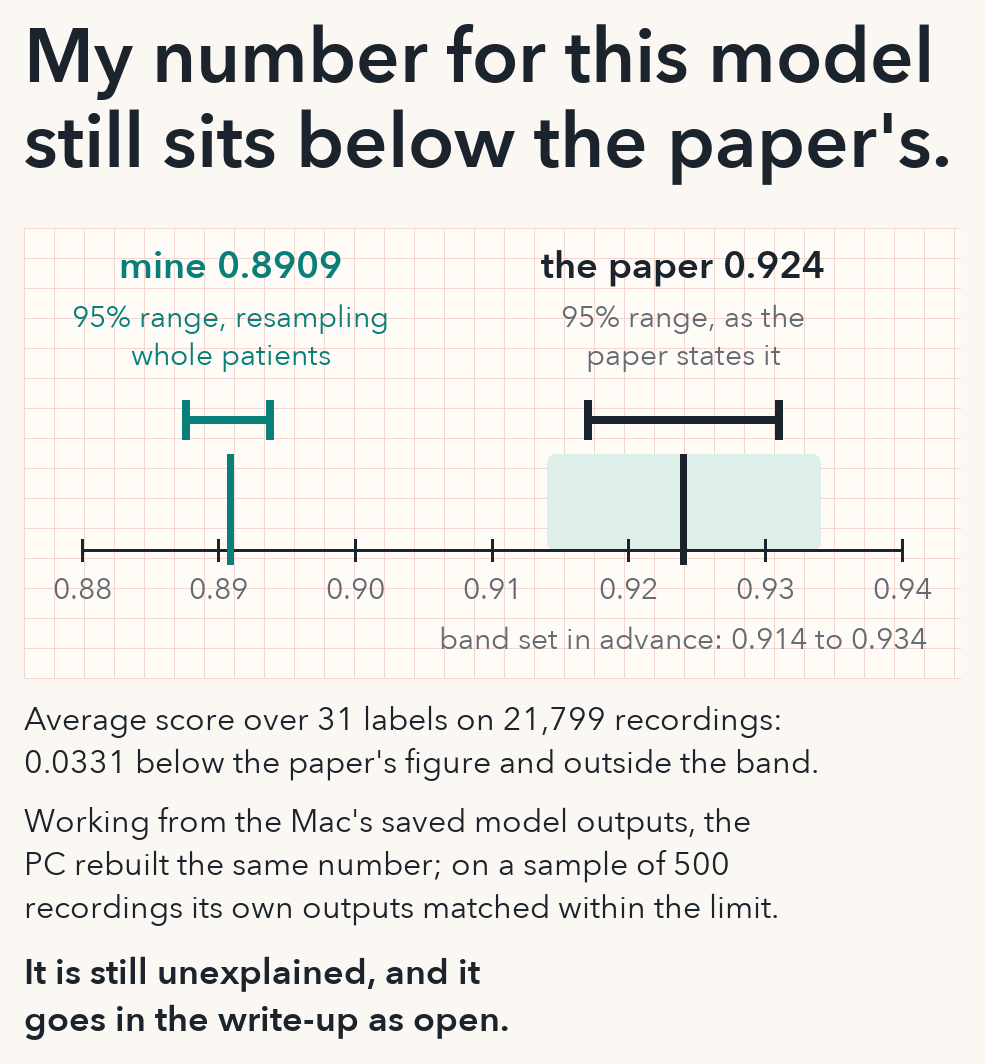 My number for this model
still sits below the paper's.
mine 0.8909
95% range, resampling
whole patients
the paper 0.924
95% range, as the
paper states it
0.88 0.89 0.90 0.91 0.92 0.93 0.94
band set in advance: 0.914 to 0.934
Average score over 31 labels on 21,799 recordings:
0.0331 below the paper's figure and outside the band.
Working from the Mac's saved model outputs, the
PC rebuilt the same number; on a sample of 500
recordings its own outputs matched within the limit.
It is still unexplained, and it
goes in the write-up as open.